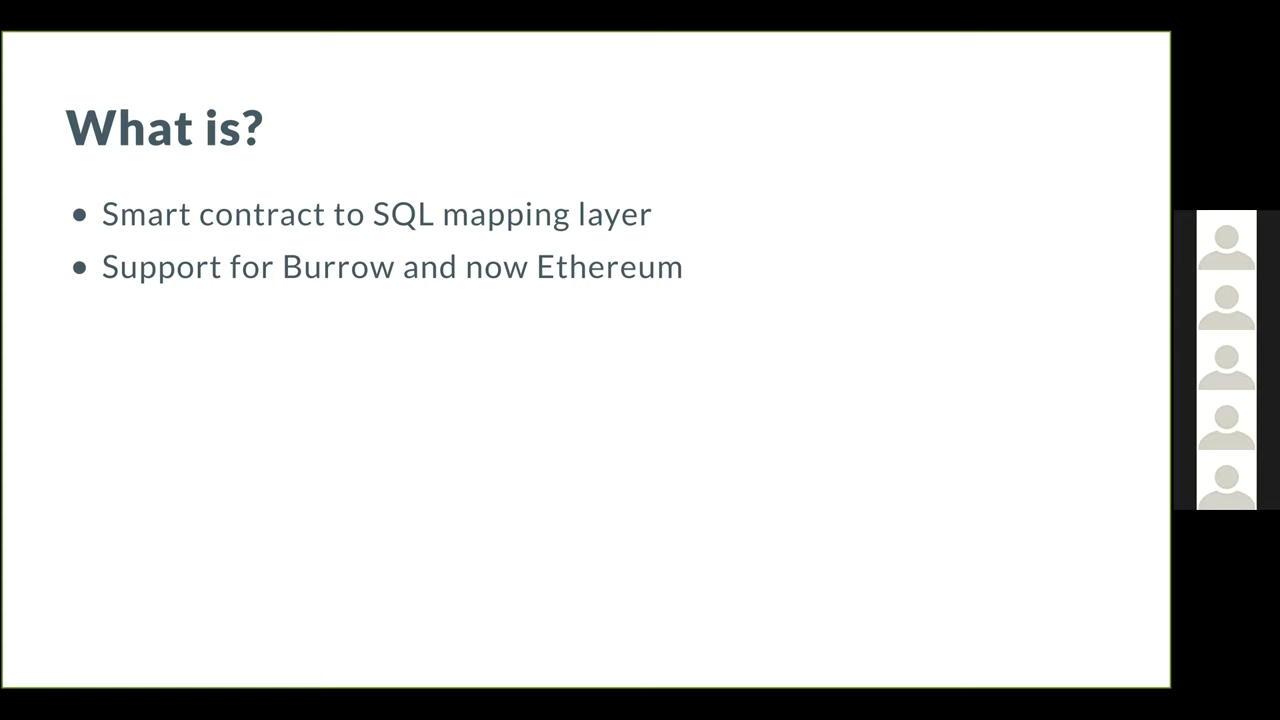 What is?
Smart contract to SQL mapping layer
Support for Burrow and now Ethereum